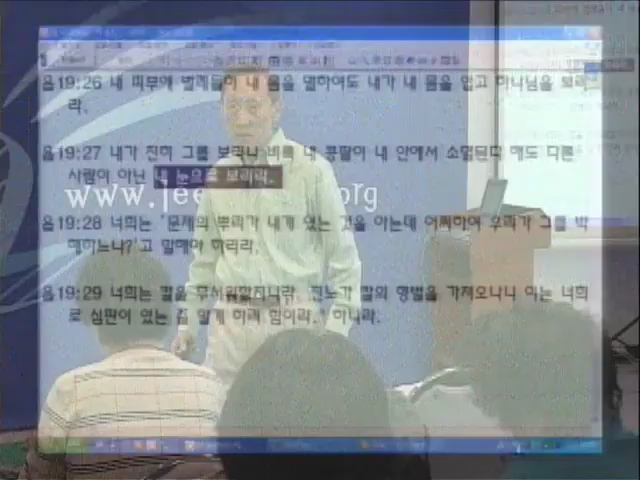 욥19:26 내 피부에 벌레들이 내 몸을 멸하여도 내가 내 몸을 입고 하나님을 보리
라.
욥19:27 내가 친히 그를 보리니 비록 내 콩팥이 내 안에서 소멸된다 해도 다른
사람이 아닌 내 눈으로 보리라.
욥19:28 너희는 '문제의 뿌리가 내게 있는 것을 아는데 어찌하여 우리가 그를 박
해하느냐?'고 말해야 하리라.
욥19:29 너희는 칼을 무서워할지니라. 진노가 칼의 형벌을 가져오나니 이는 너희
로 심판이 있는 줄 알게 하려 함이라." 하니라.